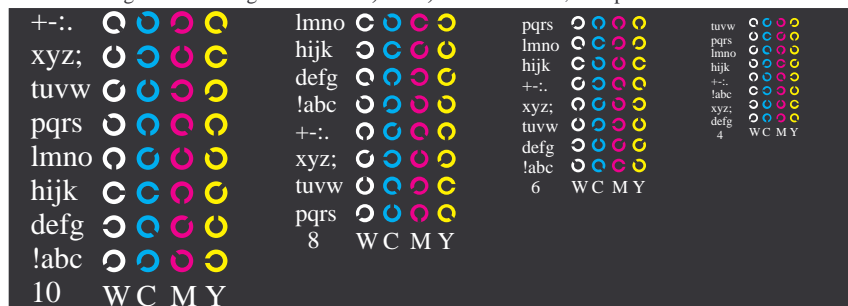 +-:.
xyz;
tuvw
pqrs
lmno
hijk
defg
!abc
10 W C M Y
lmno
hijk
defg
!abc
+-:.
xyz;
tuvw
pqrs
8 W C M Y
pqrs
lmno
hijk
+-:.
xyz;
tuvw
defg
!abc
6 W C M Y
tuvw
pqrs
lmno
hijk
+-:.
!abc
xyz;
defg
4 W C M Y